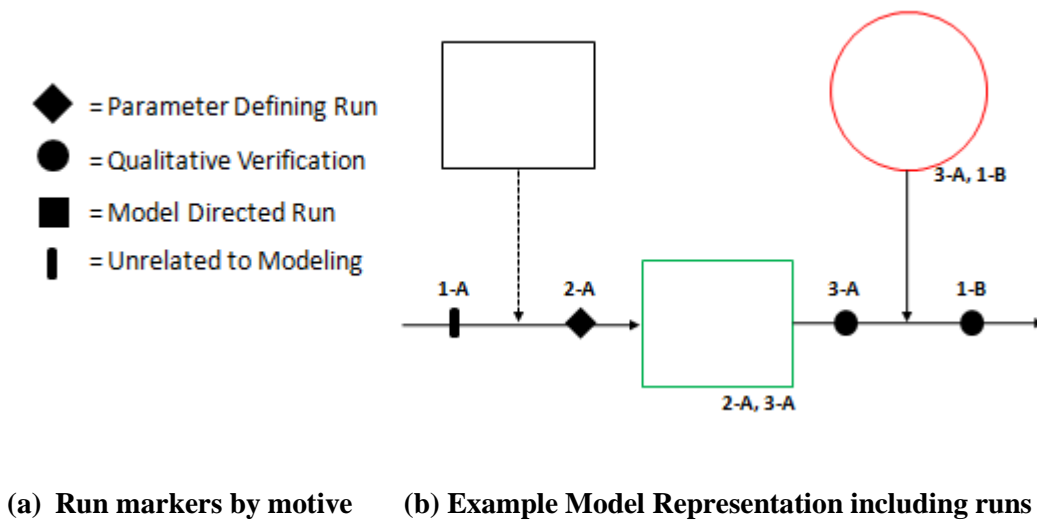 = Parameter Defining Run
= Qualitative Verification
= Model Directed Run
= Unrelated to Modeling
3-A, 1-B
1-A
2-A
3-A
1-B
2-A, 3-A
(a) Run markers by motive
(b) Example Model Representation including runs